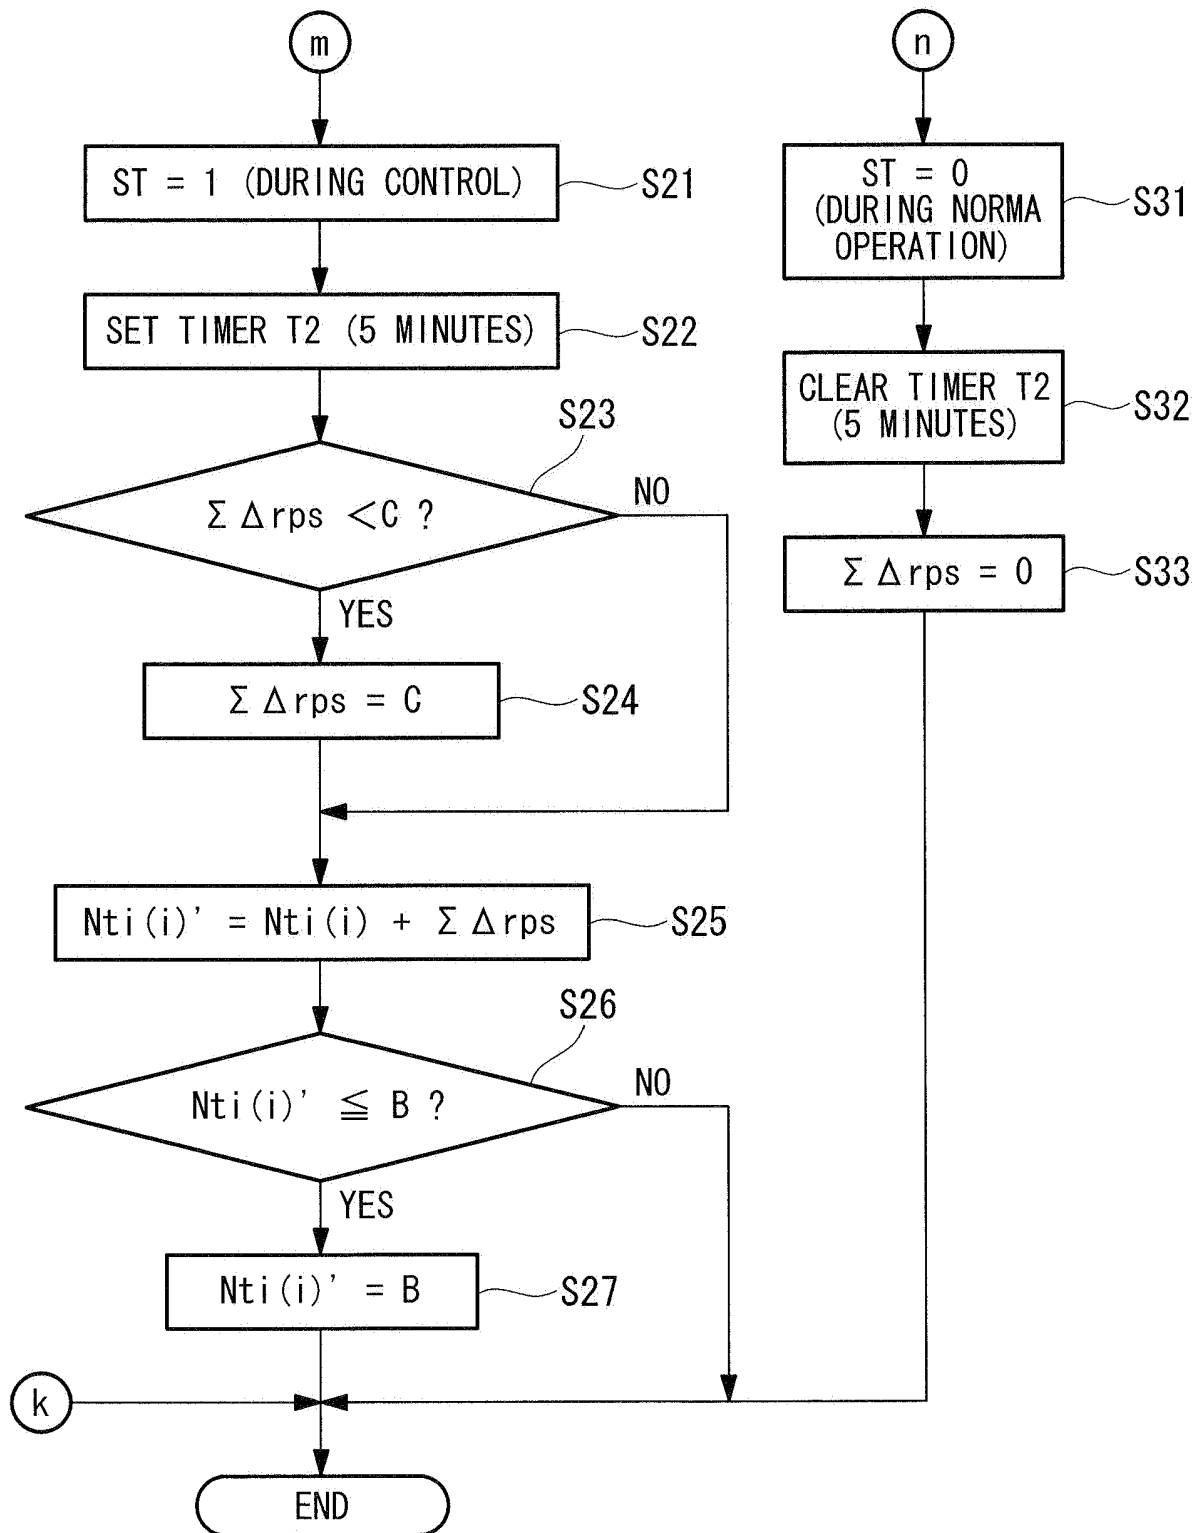 m
ST = 1 (DURING CONTROL)
S21
SET TIMER T2 (5 MINUTES)
S22
S23
Σ Δrps <C ?
NO
YES
Σ Δrps = C
S24
Nti(i)' = Nti(i) + Σ Δrps
S25
S26
Nti(i)' ≦ B ?
NO
YES
Nti(i)' = B
S27
k
END
n
ST = 0
(DURING NORMA
OPERATION)
S31
CLEAR TIMER T2
(5 MINUTES)
S32
Σ Δrps = 0
S33